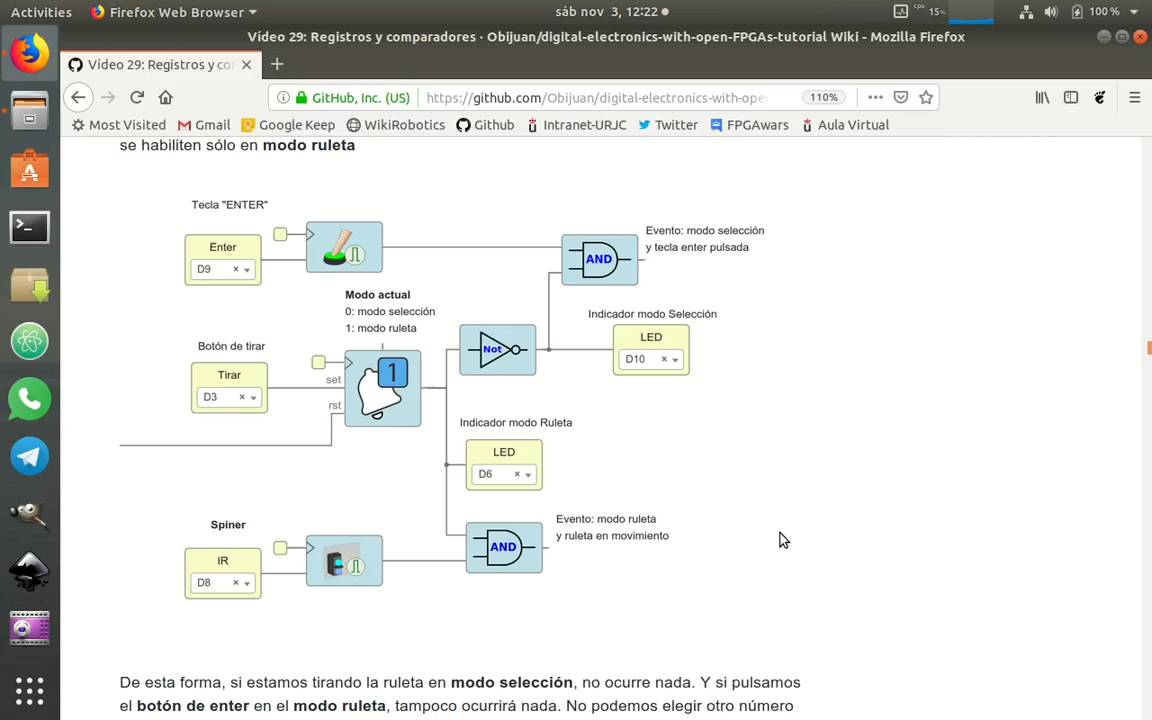 Activities Firefox Web Browser sáb nov 3, 12:22 cpu 15% 100 %
Vídeo 29: Registros y comparadores · Obijuan/digital-electronics-with-open-FPGAs-tutorial Wiki - Mozilla Firefox
Vídeo 29: Registros y con
GitHub, Inc. (US) https://github.com/Obijuan/digital-electronics-with-ope 110%
Most Visited Gmail Google Keep WikiRobotics Github Intranet-URJC Twitter FPGAwars Aula Virtual
se habiliten sólo en modo ruleta
Tecla "ENTER"
Enter
D9
AND
Evento: modo selección
y tecla enter pulsada
Modo actual
0: modo selección
1: modo ruleta
Indicador modo Selección
LED
D10
Not
Botón de tirar
Tirar
D3
set
rst
1
Indicador modo Ruleta
LED
D6
Spiner
IR
D8
AND
Evento: modo ruleta
y ruleta en movimiento
De esta forma, si estamos tirando la ruleta en modo selección, no ocurre nada. Y si pulsamos
el botón de enter en el modo ruleta, tampoco ocurrirá nada. No podemos elegir otro número